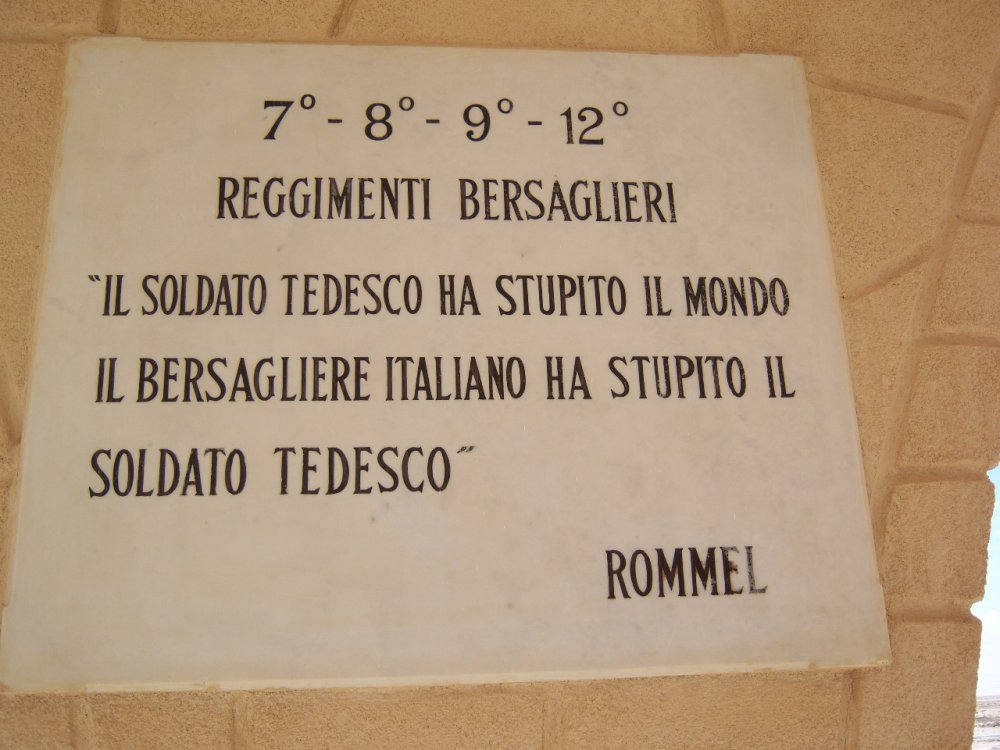 7° - 8° - 9° - 12°
REGGIMENTI BERSAGLIERI
"IL SOLDATO TEDESCO HA STUPITO IL MONDO
IL BERSAGLIERE ITALIANO HA STUPITO IL
SOLDATO TEDESCO"
ROMMEL